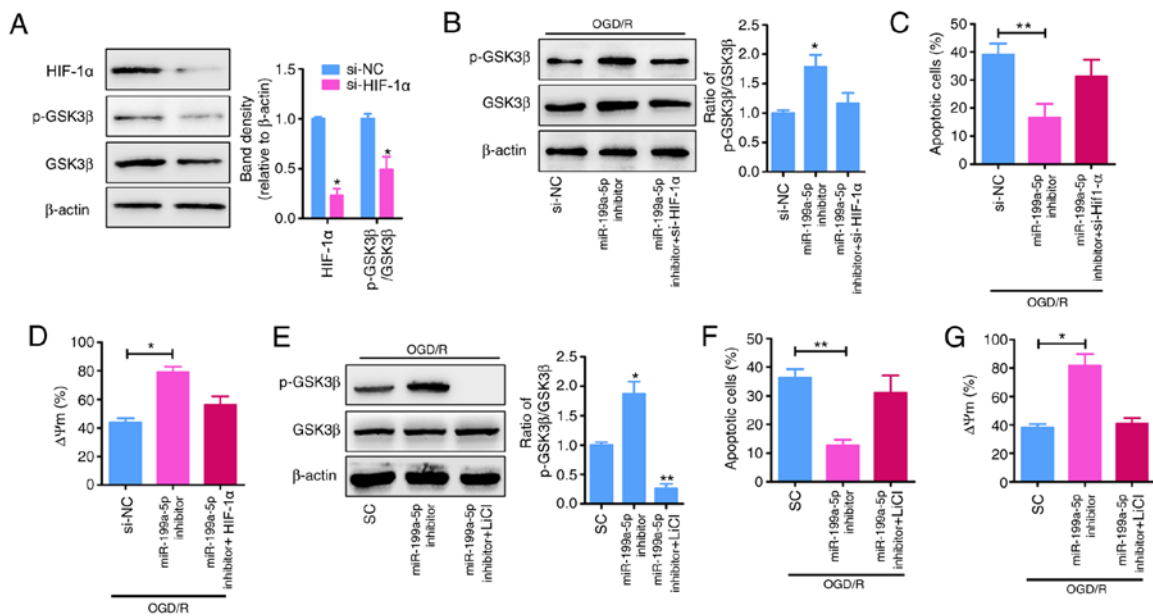 A
HIF-1α
p-GSK3β
GSK3β
β-actin
Band density
(relative to β-actin)
1.5
1.0
0.5
0.0
si-NC
si-HIF-1α
*
*
HIF-1α
p-GSK3β
/GSK3β
B
OGD/R
p-GSK3β
GSK3β
β-actin
si-NC
miR-199a-5p
inhibitor
miR-199a-5p
inhibitor+si-HIF-1α
Ratio of
p-GSK3β/GSK3β
2.5
2.0
1.5
1.0
0.5
0.0
*
si-NC
miR-199a-5p
inhibitor
miR-199a-5p
inhibitor+si-HIF-1α
C
Apoptotic cells (%)
50
40
30
20
10
0
**
si-NC
miR-199a-5p
inhibitor
miR-199a-5p
inhibitor+si-Hif1-α
OGD/R
D
ΔΨm (%)
100
80
60
40
20
0
*
si-NC
miR-199a-5p
inhibitor
miR-199a-5p
inhibitor+ HIF-1α
OGD/R
E
OGD/R
p-GSK3β
GSK3β
β-actin
SC
miR-199a-5p
inhibitor
miR-199a-5p
inhibitor+LiCl
Ratio of
p-GSK3β/GSK3β
2.5
2.0
1.5
1.0
0.5
0.0
*
**
SC
miR-199a-5p
inhibitor
miR-199a-5p
inhibitor+LiCl
F
Apoptotic cells (%)
50
40
30
20
10
0
**
SC
miR-199a-5p
inhibitor
miR-199a-5p
inhibitor+LiCl
OGD/R
G
ΔΨm (%)
100
80
60
40
20
0
*
SC
miR-199a-5p
inhibitor
miR-199a-5p
inhibitor+LiCl
OGD/R